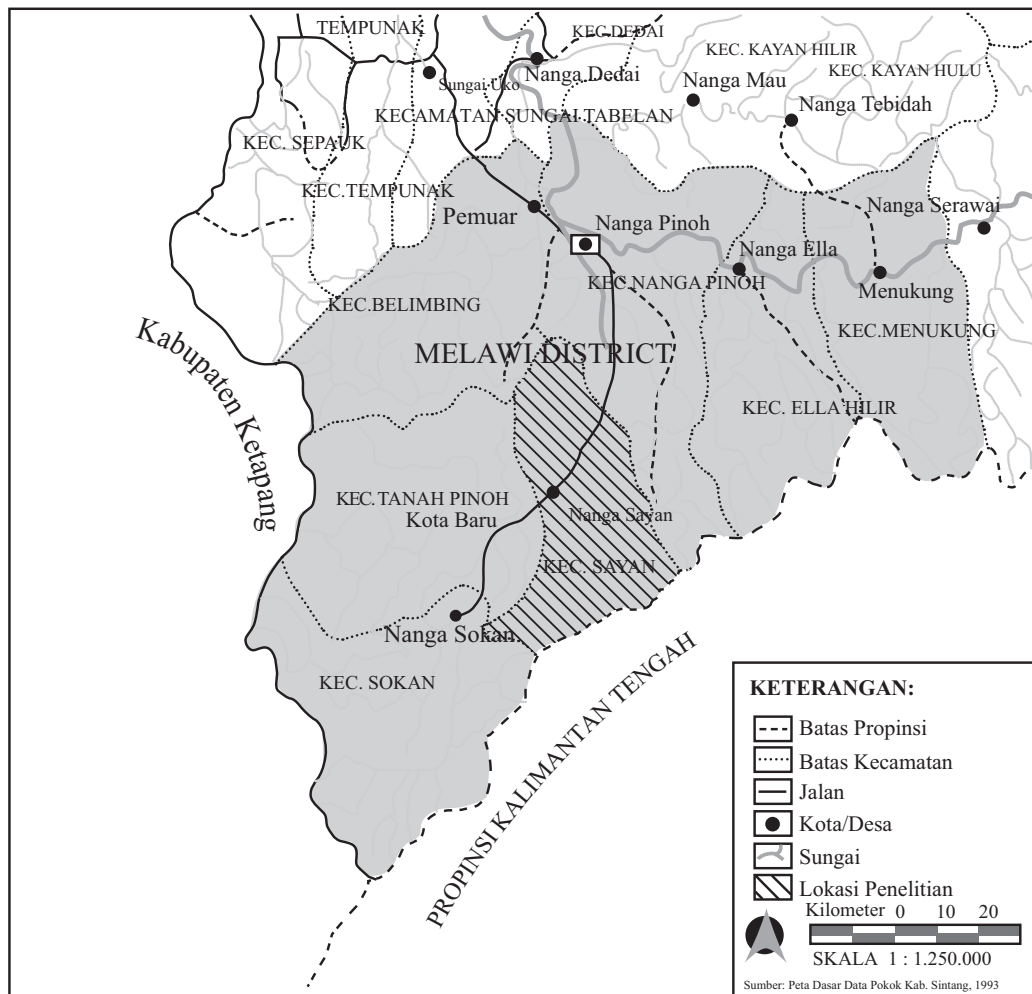 TEMPUNAK
KEC.DEDAI
KEC. KAYAN HILIR
KEC. KAYAN HULU
Sungai Uko
Nanga Dedai
Nanga Mau
Nanga Tebidah
KECAMATAN SUNGAI TABELAN
KEC. SEPAUK
KEC.TEMPUNAK
Pemuar
Nanga Pinoh
Nanga Serawai
Nanga Ella
KEC.NANGA PINOH
Menukung
KEC.BELIMBING
KEC.MENUKUNG
Kabupaten Ketapang
MELAWI DISTRICT
KEC. ELLA HILIR
KEC.TANAH PINOH
Kota Baru
Nanga Sayan
KEC. SAYAN
Nanga Sokan.
KEC. SOKAN
PROPINSI KALIMANTAN TENGAH
KETERANGAN:
Batas Propinsi
Batas Kecamatan
Jalan
Kota/Desa
Sungai
Lokasi Penelitian
Kilometer 0 10 20
SKALA 1 : 1.250.000
Sumber: Peta Dasar Data Pokok Kab. Sintang, 1993